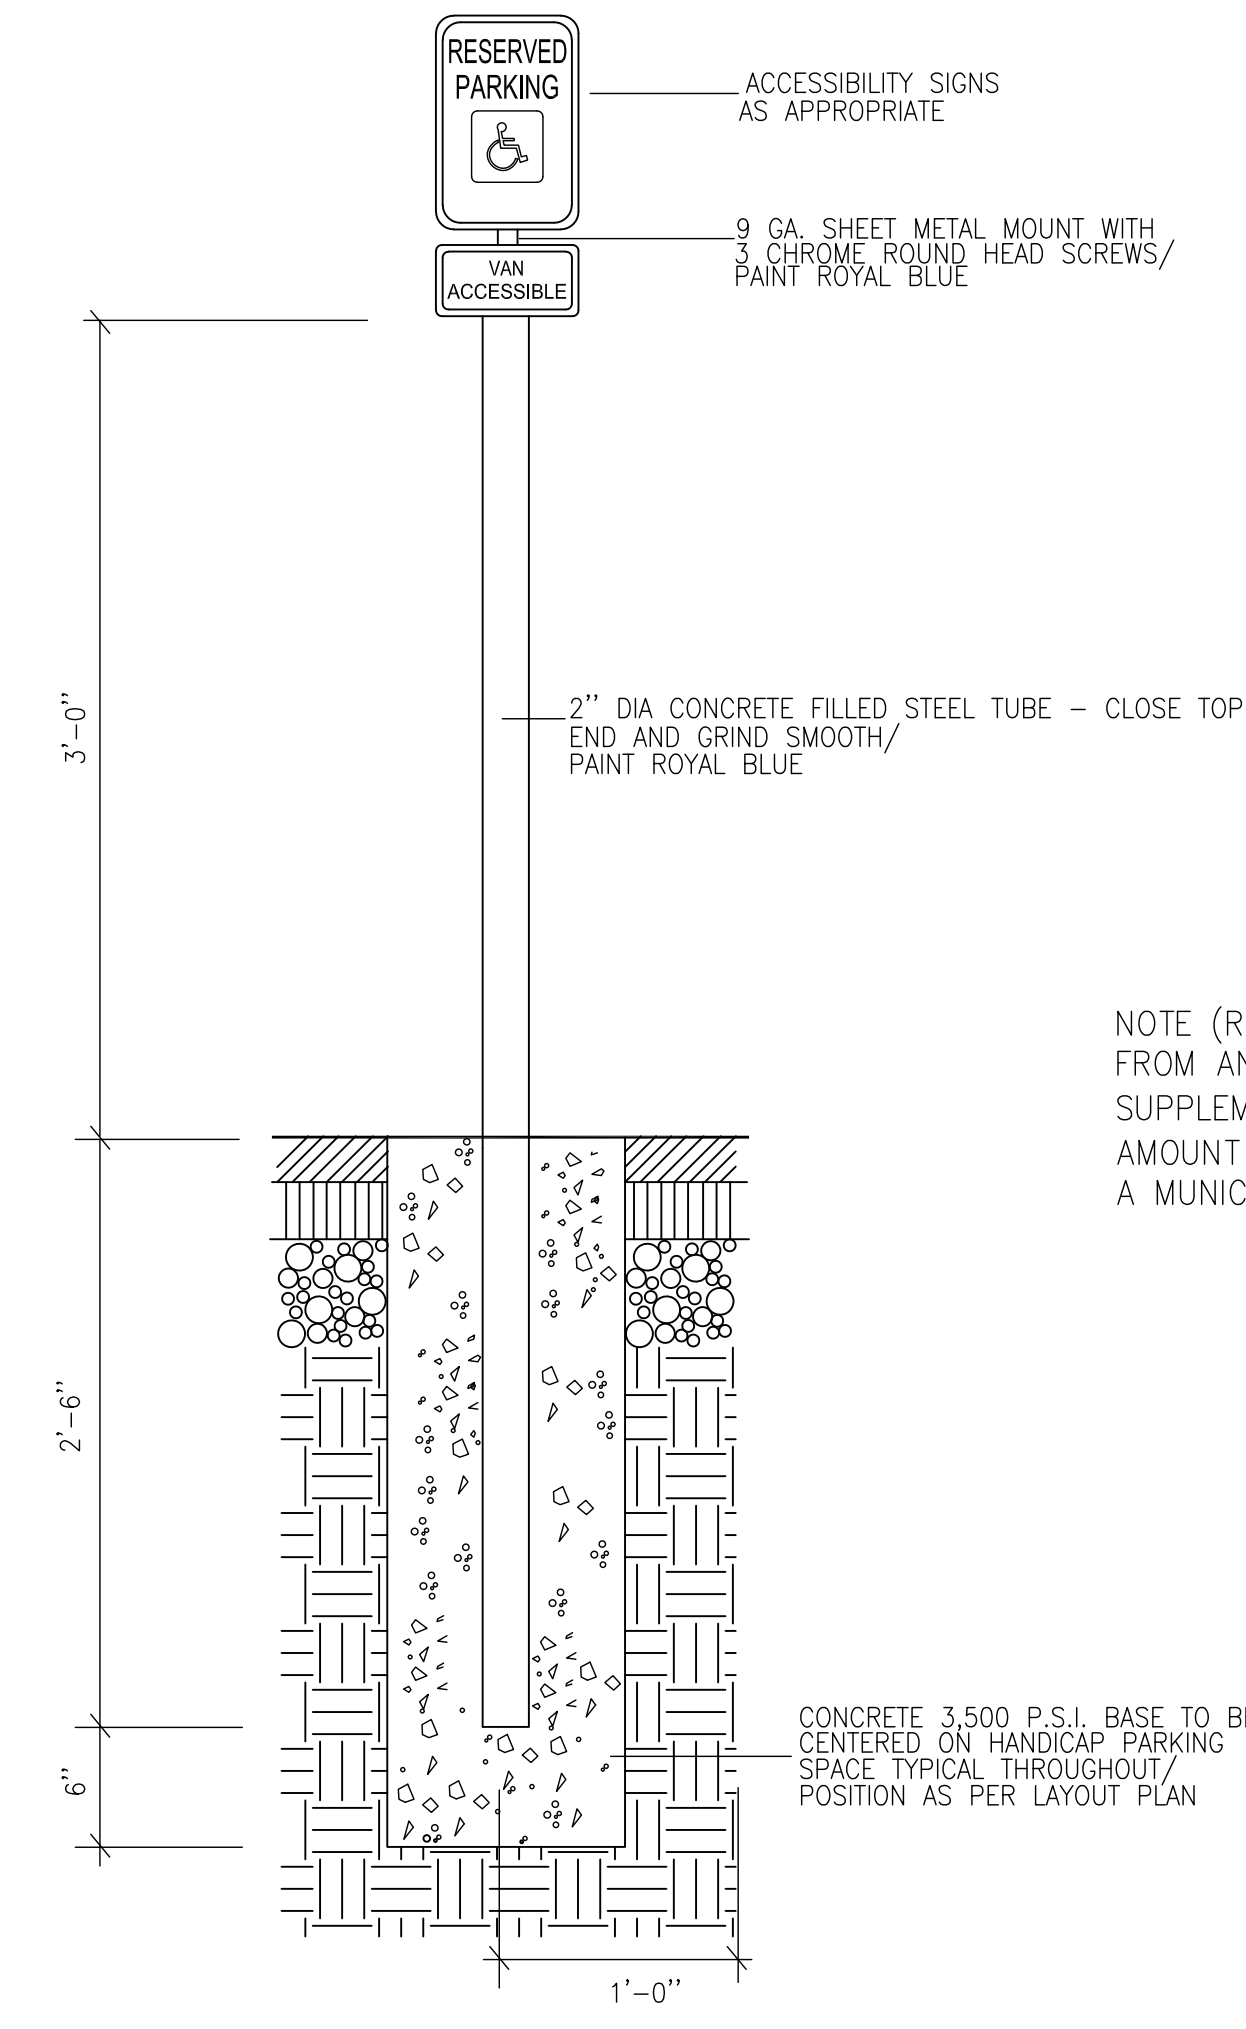 RESERVED
PARKING
ACCESSIBILITY SIGNS
AS APPROPRIATE
9 GA. SHEET METAL MOUNT WITH
3 CHROME ROUND HEAD SCREWS/
PAINT ROYAL BLUE
VAN
ACCESSIBLE
3'-0"
2" DIA CONCRETE FILLED STEEL TUBE – CLOSE TOP
END AND GRIND SMOOTH/
PAINT ROYAL BLUE
NOTE (R
FROM AN
SUPPLEM
AMOUNT
A MUNIC
2'-6"
CONCRETE 3,500 P.S.I. BASE TO BE
CENTERED ON HANDICAP PARKING
SPACE TYPICAL THROUGHOUT/
POSITION AS PER LAYOUT PLAN
6"
1'-0"